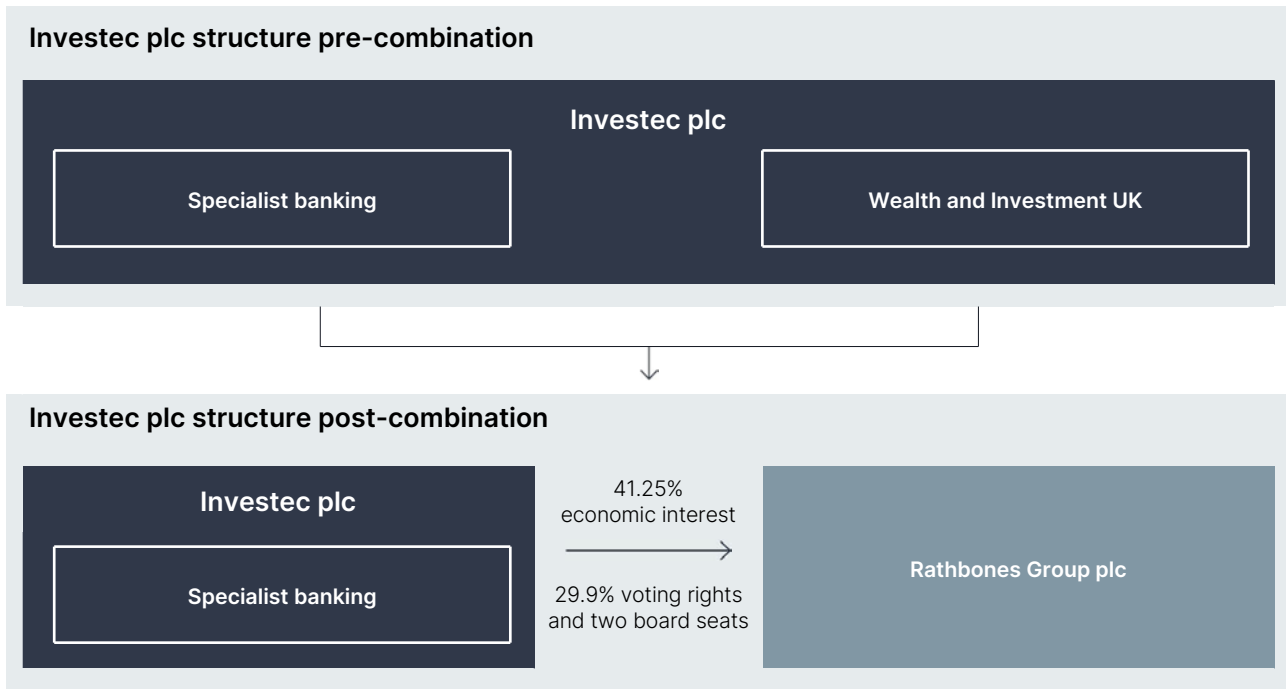 Investec plc structure pre-combination
Investec plc
Specialist banking
Wealth and Investment UK
Investec plc structure post-combination
Investec plc
Specialist banking
41.25%
economic interest
29.9% voting rights
and two board seats
Rathbones Group plc